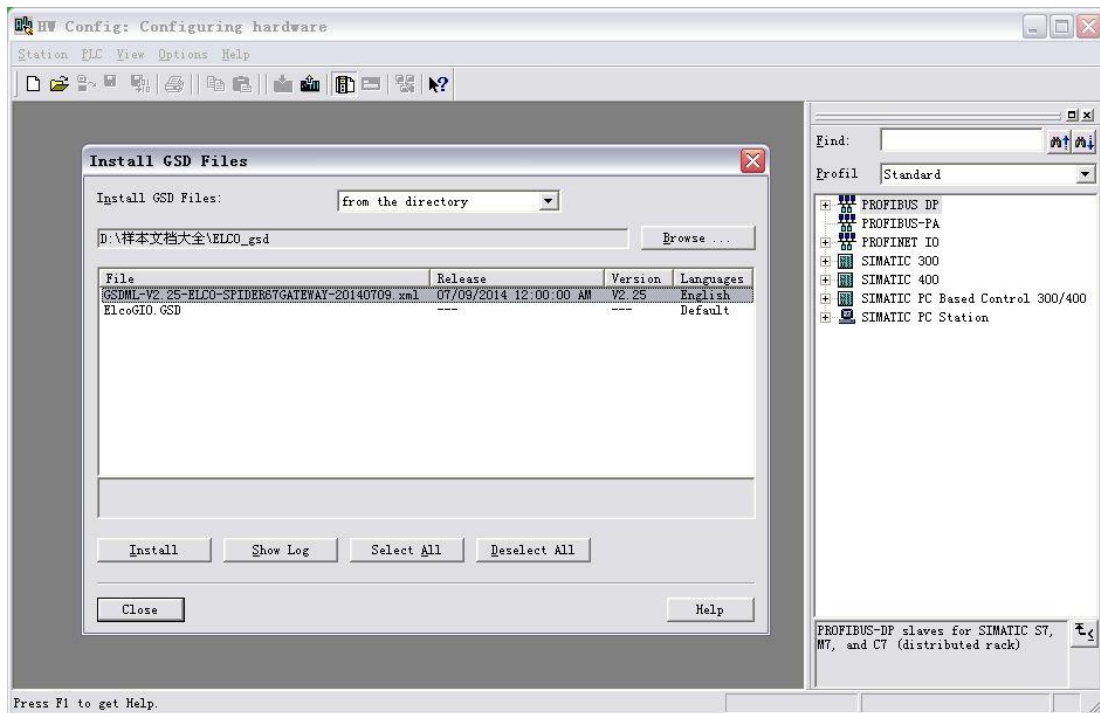 HW Config: Configuring hardware
Station PLC View Options Help
Install GSD Files
Install GSD Files: from the directory
D:\样本文档大全\ELCO_gsd Browse ...
File Release Version Languages
GSDML-V2.25-ELCO-SPIDER67GATEWAY-20140709.xml 07/09/2014 12:00:00 AM V2.25 English
ElcoGIO.GSD --- --- Default
Install Show Log Select All Deselect All
Close Help
Find:
Profil Standard
PROFIBUS DP
PROFIBUS-PA
PROFINET IO
SIMATIC 300
SIMATIC 400
SIMATIC PC Based Control 300/400
SIMATIC PC Station
PROFIBUS-DP slaves for SIMATIC S7,
M7, and C7 (distributed rack)
Press F1 to get Help.